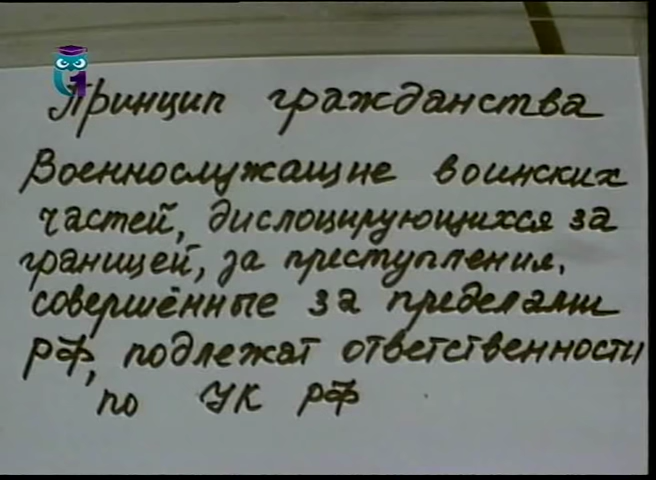 Принцип гражданства
Военнослужащие воинских
частей, дислоцирующихся за
границей, за преступления,
совершённые за пределами
РФ, подлежат ответственности
по УК РФ